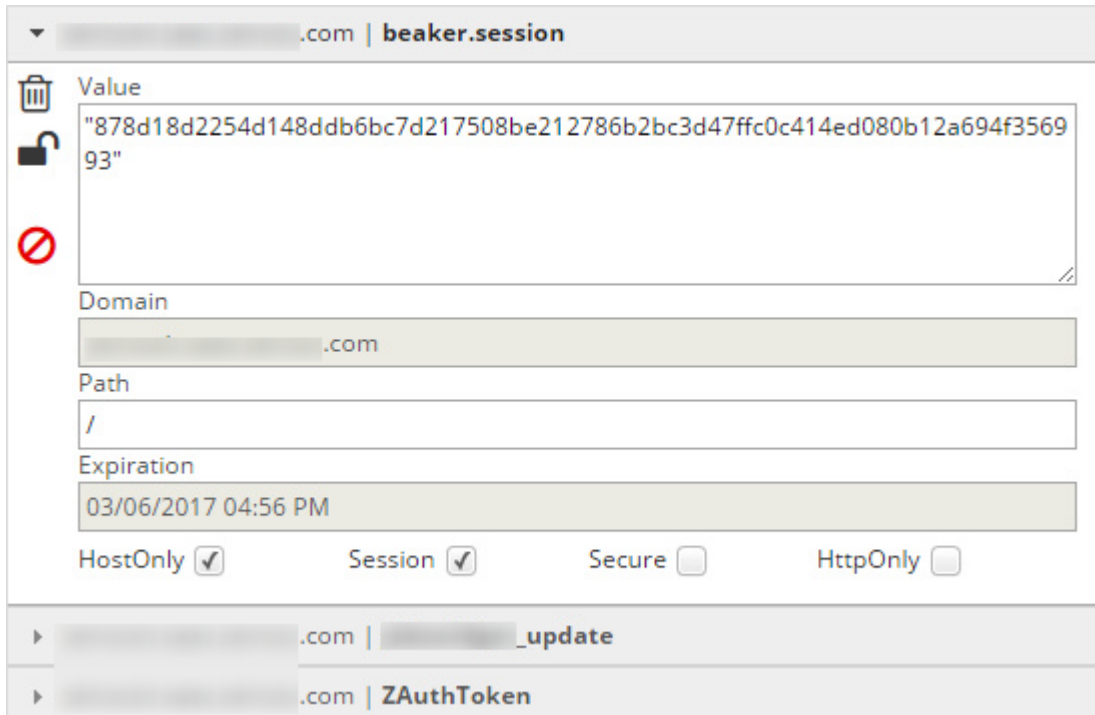 .com | beaker.session
Value
"878d18d2254d148ddb6bc7d217508be212786b2bc3d47ffc0c414ed080b12a694f3569
93"
Domain
.com
Path
/
Expiration
03/06/2017 04:56 PM
HostOnly Session Secure HttpOnly
.com | _update
.com | ZAuthToken